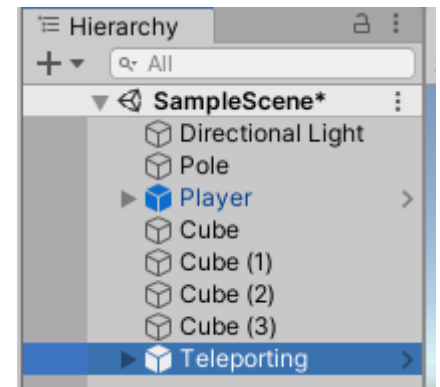 Hierarchy
All
SampleScene*
Directional Light
Pole
Player
Cube
Cube (1)
Cube (2)
Cube (3)
Teleporting